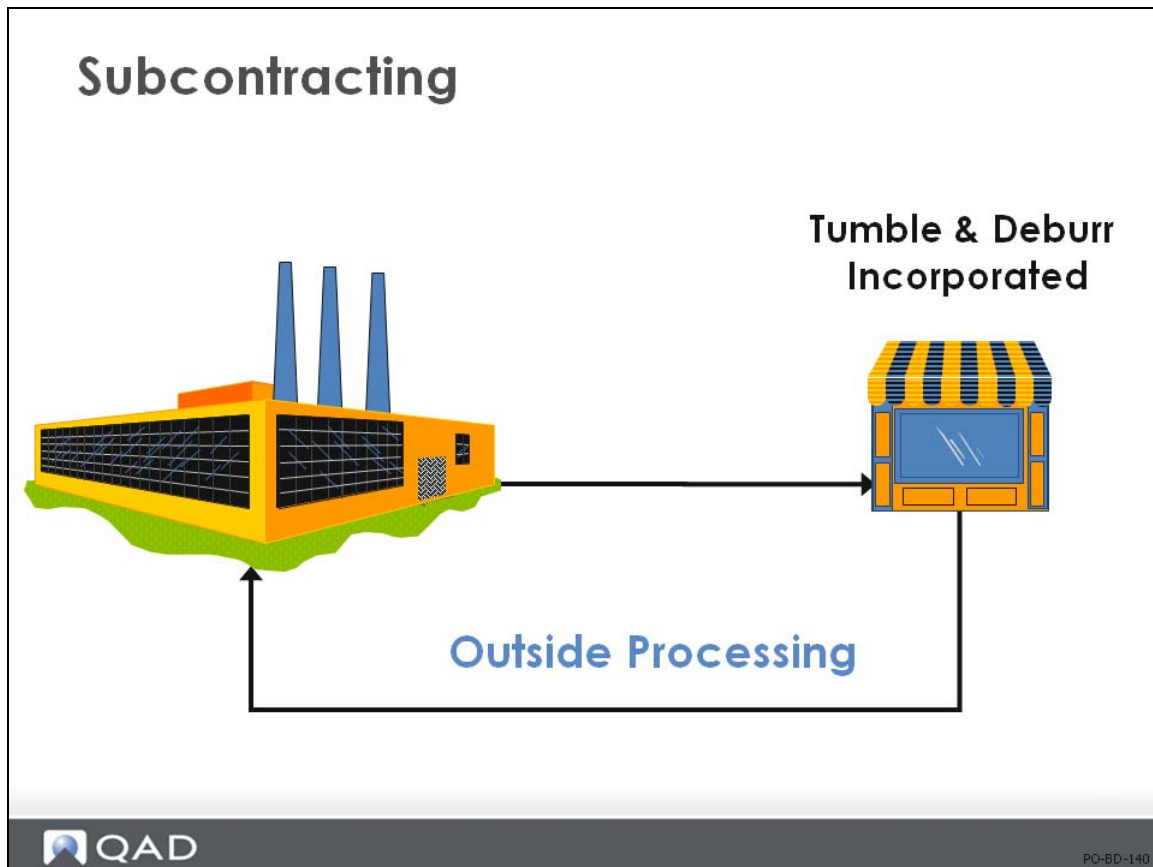 Subcontracting
Tumble & Deburr
Incorporated
Outside Processing
QAD
PO-BD-140